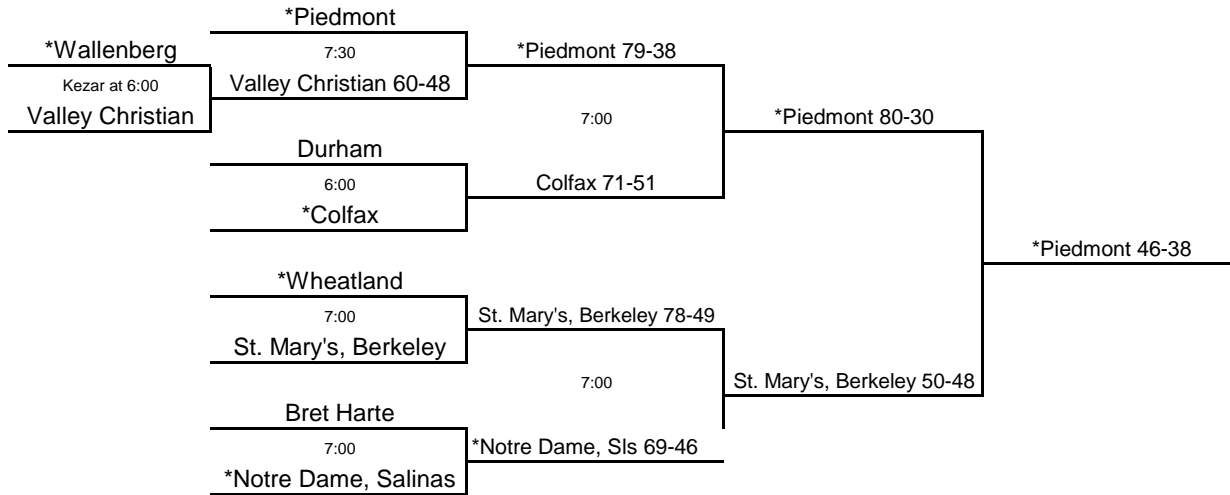 *Piedmont
*Wallenberg
7:30
*Piedmont 79-38
Kezar at 6:00
Valley Christian 60-48
Valley Christian
7:00
*Piedmont 80-30
Durham
6:00
Colfax 71-51
*Colfax
*Piedmont 46-38
*Wheatland
7:00
St. Mary's, Berkeley 78-49
St. Mary's, Berkeley
7:00
St. Mary's, Berkeley 50-48
Bret Harte
7:00
*Notre Dame, Sls 69-46
*Notre Dame, Salinas